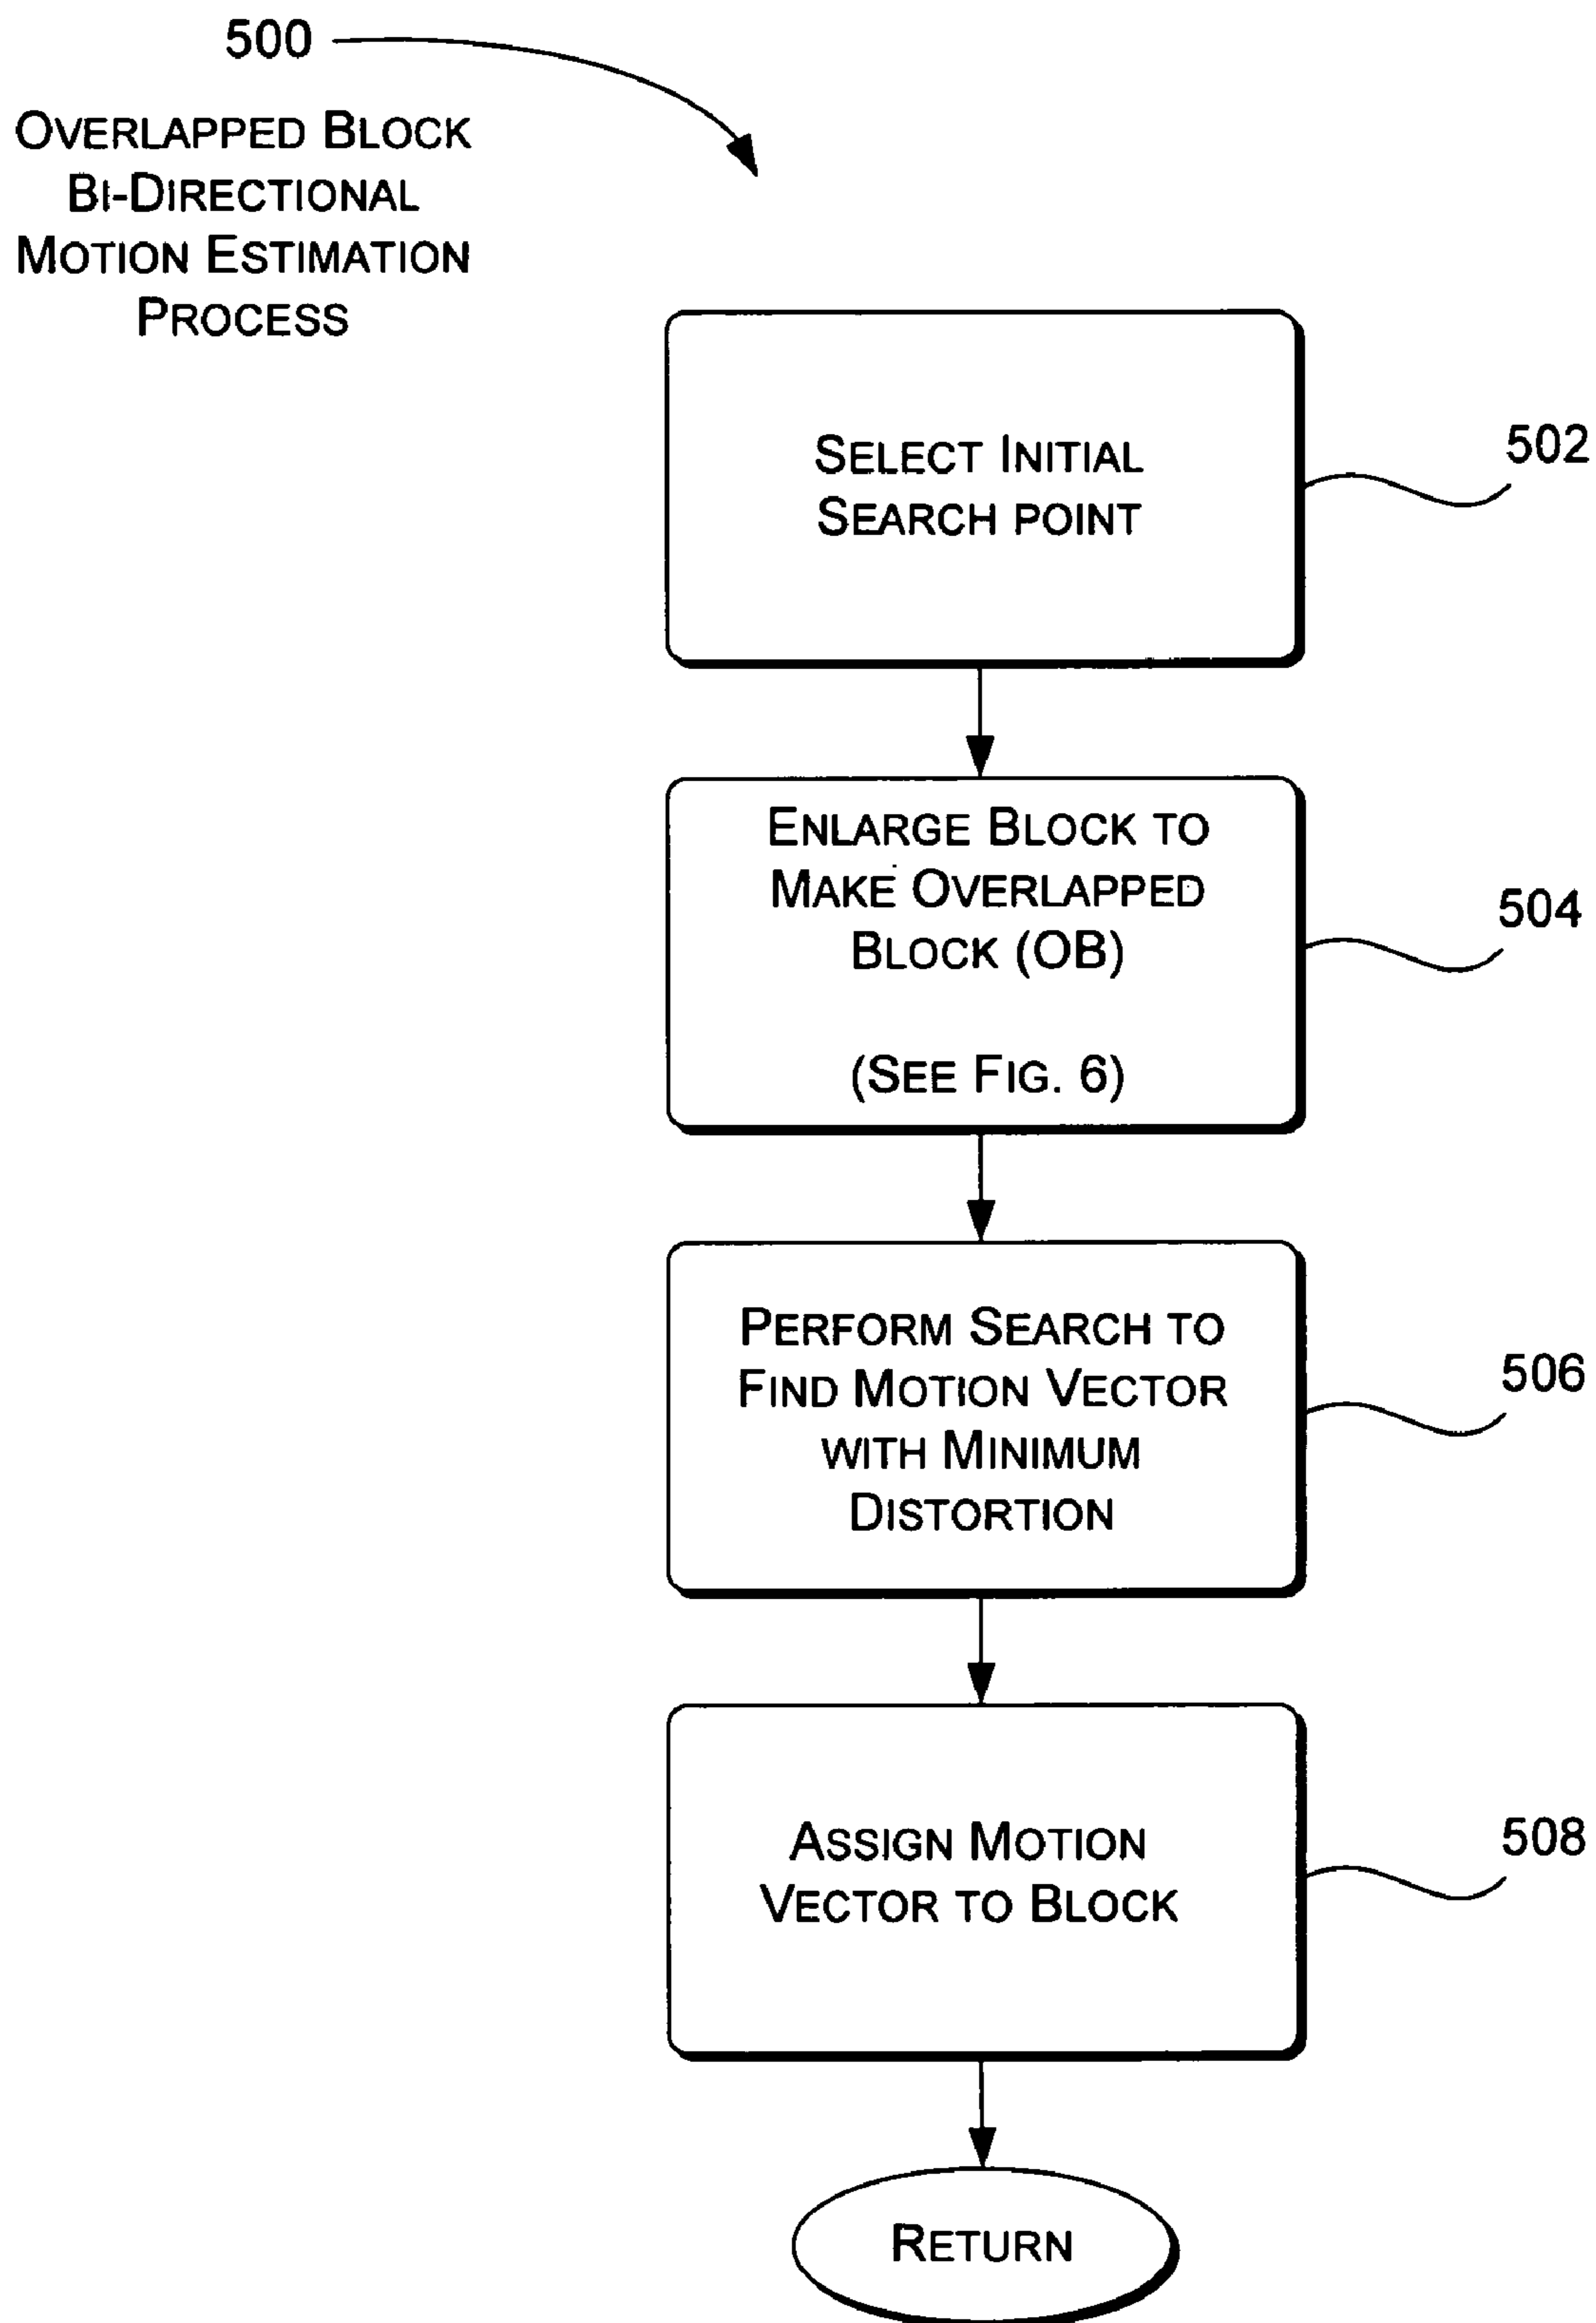 500
OVERLAPPED BLOCK
BI-DIRECTIONAL
MOTION ESTIMATION
PROCESS
SELECT INITIAL
SEARCH POINT
502
ENLARGE BLOCK TO
MAKE OVERLAPPED
BLOCK (OB)
(SEE FIG. 6)
504
PERFORM SEARCH TO
FIND MOTION VECTOR
WITH MINIMUM
DISTORTION
506
ASSIGN MOTION
VECTOR TO BLOCK
508
RETURN